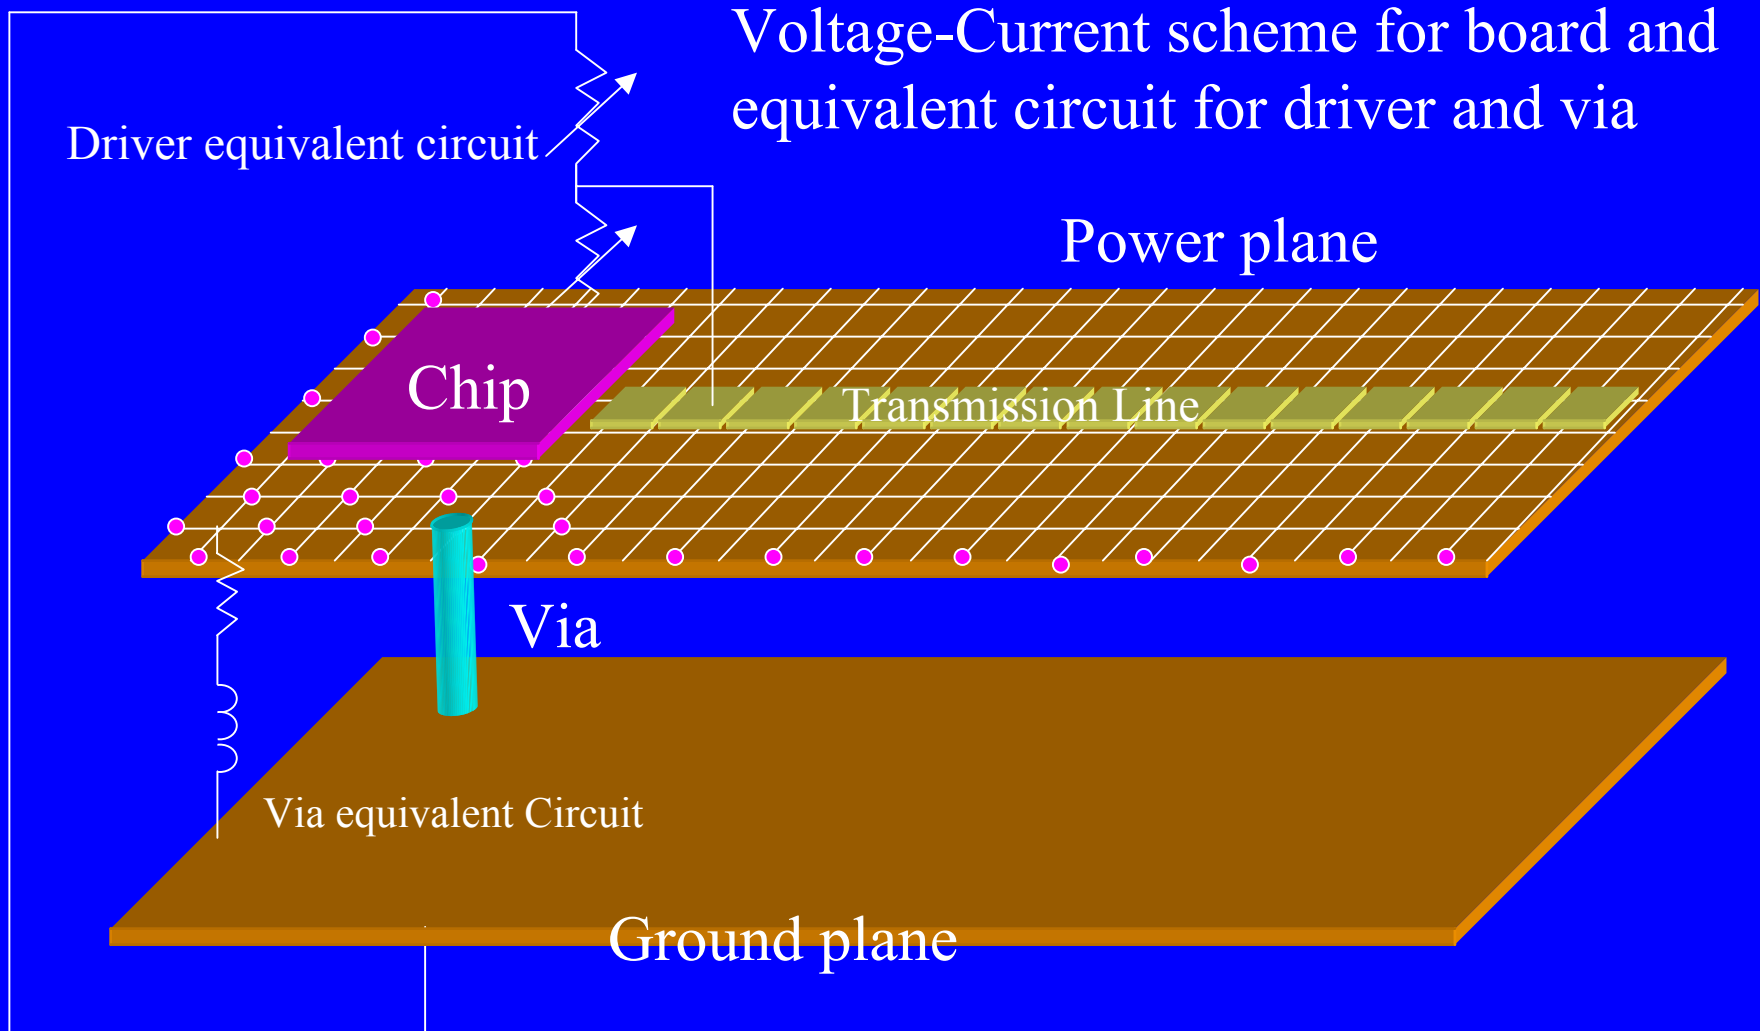 Voltage-Current scheme for board and
equivalent circuit for driver and via
Driver equivalent circuit
Power plane
Chip
Transmission Line
Via
Via equivalent Circuit
Ground plane